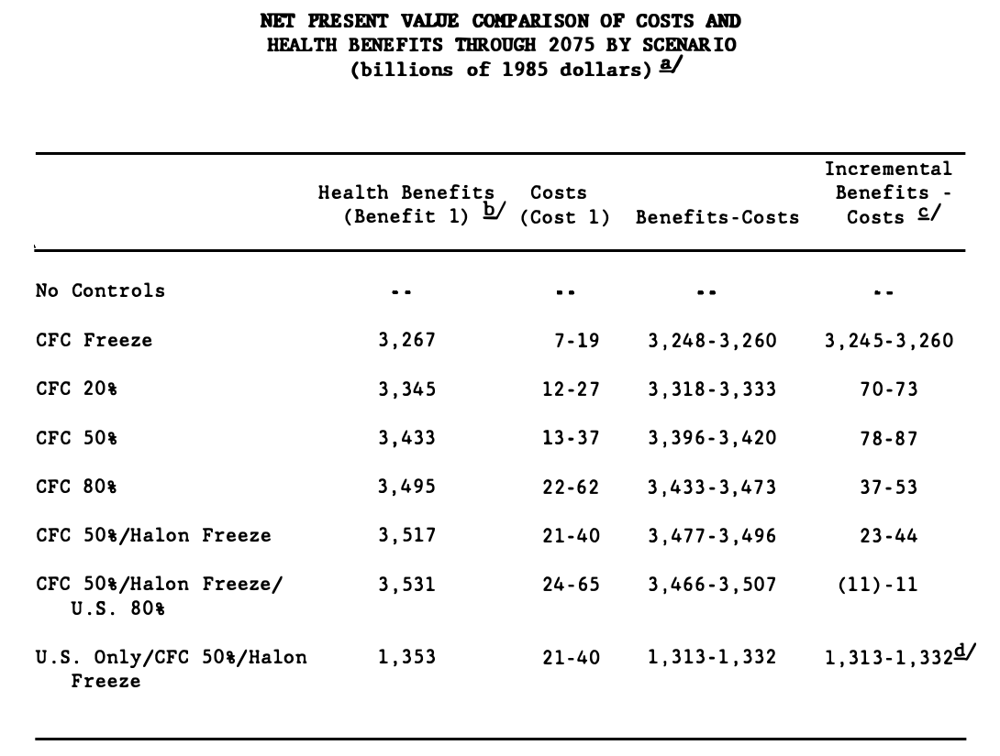 NET PRESENT VALUE COMPARISON OF COSTS AND
HEALTH BENEFITS THROUGH 2075 BY SCENARIO
(billions of 1985 dollars) a/
Health Benefits (Benefit 1) b/ Costs (Cost 1) Benefits-Costs Incremental Benefits - Costs c/
No Controls -- -- -- --
CFC Freeze 3,267 7-19 3,248-3,260 3,245-3,260
CFC 20% 3,345 12-27 3,318-3,333 70-73
CFC 50% 3,433 13-37 3,396-3,420 78-87
CFC 80% 3,495 22-62 3,433-3,473 37-53
CFC 50%/Halon Freeze 3,517 21-40 3,477-3,496 23-44
CFC 50%/Halon Freeze/ 3,531 24-65 3,466-3,507 (11)-11
U.S. 80%
U.S. Only/CFC 50%/Halon 1,353 21-40 1,313-1,332 1,313-1,332d/
Freeze